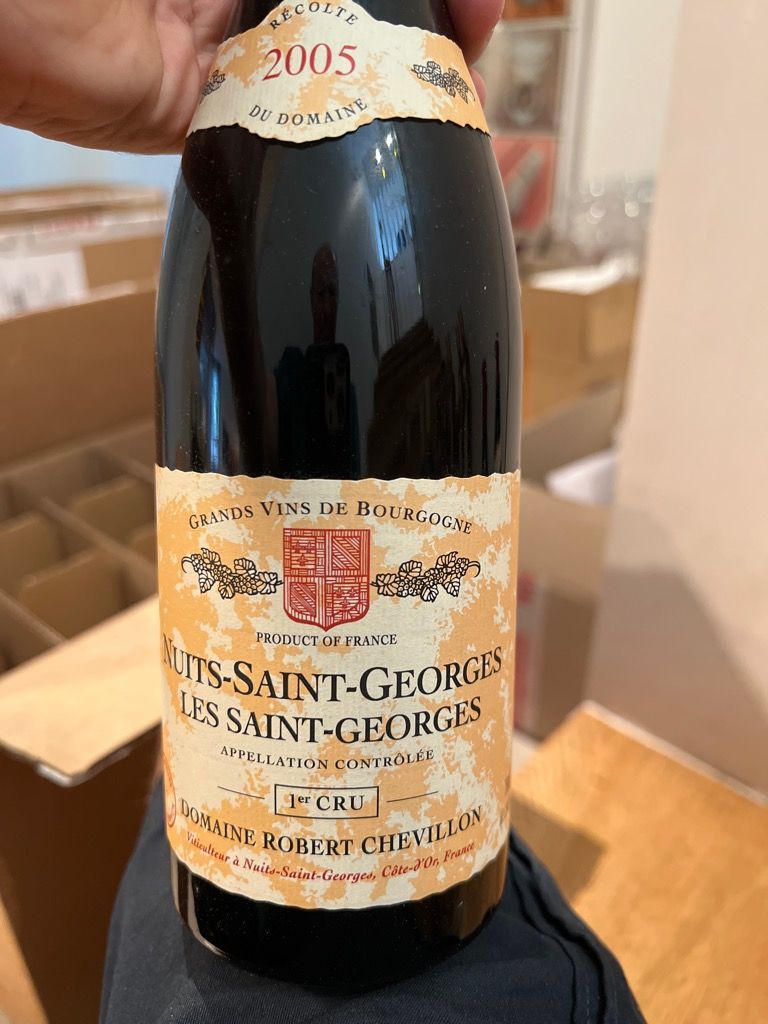 RÉCOLTE
2005
DU DOMAINE
GRANDS VINS DE BOURGOGNE
PRODUCT OF FRANCE
NUITS-SAINT-GEORGES
LES SAINT-GEORGES
APPELLATION CONTRÔLÉE
1er CRU
DOMAINE ROBERT CHEVILLON
Viticulteur à Nuits-Saint-Georges, Côte-d'Or, France